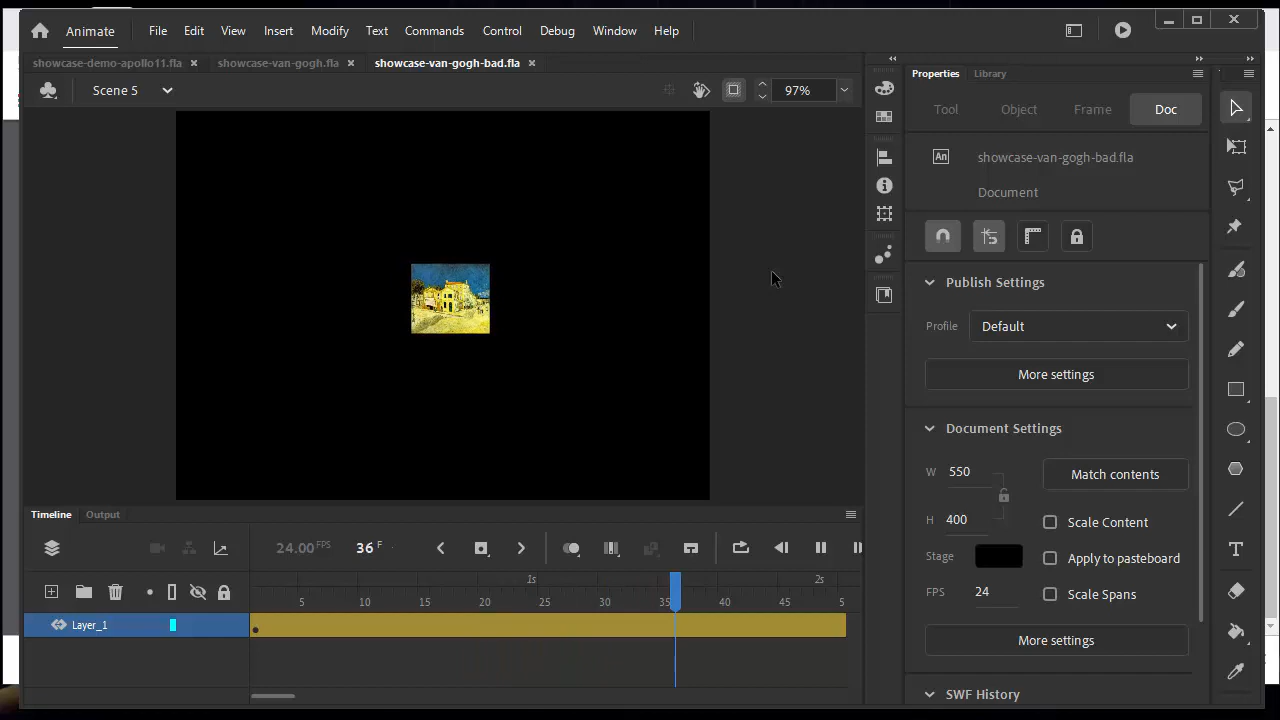 Animate File Edit View Insert Modify Text Commands Control Debug Window Help
showcase-demo-apollo11.fla × showcase-van-gogh.fla × showcase-van-gogh-bad.fla ×
Scene 5 97%
Properties Library
Tool Object Frame Doc
An showcase-van-gogh-bad.fla
Document
Publish Settings
Profile Default
More settings
Document Settings
W 550 Match contents
H 400 Scale Content
Stage Apply to pasteboard
FPS 24 Scale Spans
More settings
SWF History
Timeline Output
24.00 FPS 36 F
1s 2s
5 10 15 20 25 30 35 40 45 5
Layer_1